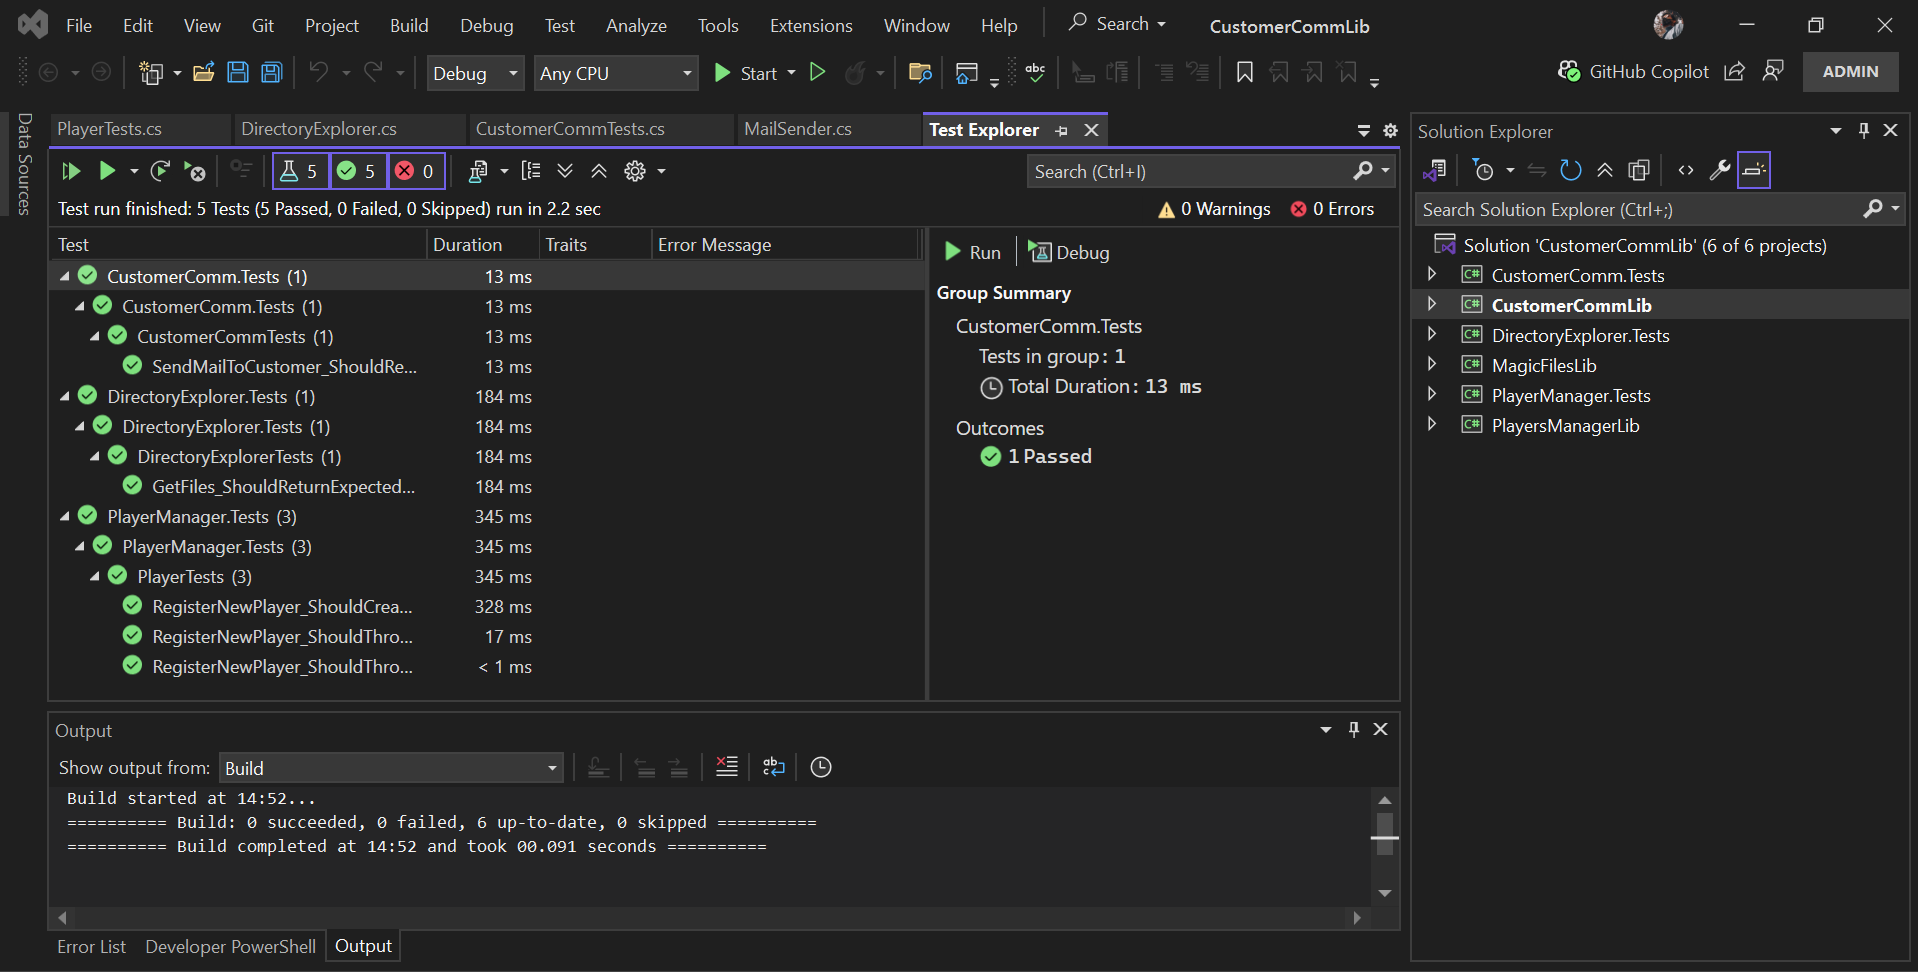 File Edit View Git Project Build Debug Test Analyze Tools Extensions Window Help Search CustomerCommLib
Debug Any CPU Start abc GitHub Copilot ADMIN
Data Sources
PlayerTests.cs DirectoryExplorer.cs CustomerCommTests.cs MailSender.cs Test Explorer
5 5 0 Search (Ctrl+I)
Test run finished: 5 Tests (5 Passed, 0 Failed, 0 Skipped) run in 2.2 sec 0 Warnings 0 Errors
Test Duration Traits Error Message
CustomerComm.Tests (1) 13 ms
CustomerComm.Tests (1) 13 ms
CustomerCommTests (1) 13 ms
SendMailToCustomer_ShouldRe... 13 ms
DirectoryExplorer.Tests (1) 184 ms
DirectoryExplorer.Tests (1) 184 ms
DirectoryExplorerTests (1) 184 ms
GetFiles_ShouldReturnExpected... 184 ms
PlayerManager.Tests (3) 345 ms
PlayerManager.Tests (3) 345 ms
PlayerTests (3) 345 ms
RegisterNewPlayer_ShouldCrea... 328 ms
RegisterNewPlayer_ShouldThro... 17 ms
RegisterNewPlayer_ShouldThro... < 1 ms
Run Debug
Group Summary
CustomerComm.Tests
Tests in group: 1
Total Duration: 13 ms
Outcomes
1 Passed
Solution Explorer
Search Solution Explorer (Ctrl+;)
Solution 'CustomerCommLib' (6 of 6 projects)
C# CustomerComm.Tests
C# CustomerCommLib
C# DirectoryExplorer.Tests
C# MagicFilesLib
C# PlayerManager.Tests
C# PlayersManagerLib
Output
Show output from: Build
Build started at 14:52...
========== Build: 0 succeeded, 0 failed, 6 up-to-date, 0 skipped ==========
========== Build completed at 14:52 and took 00.091 seconds ==========
Error List Developer PowerShell Output